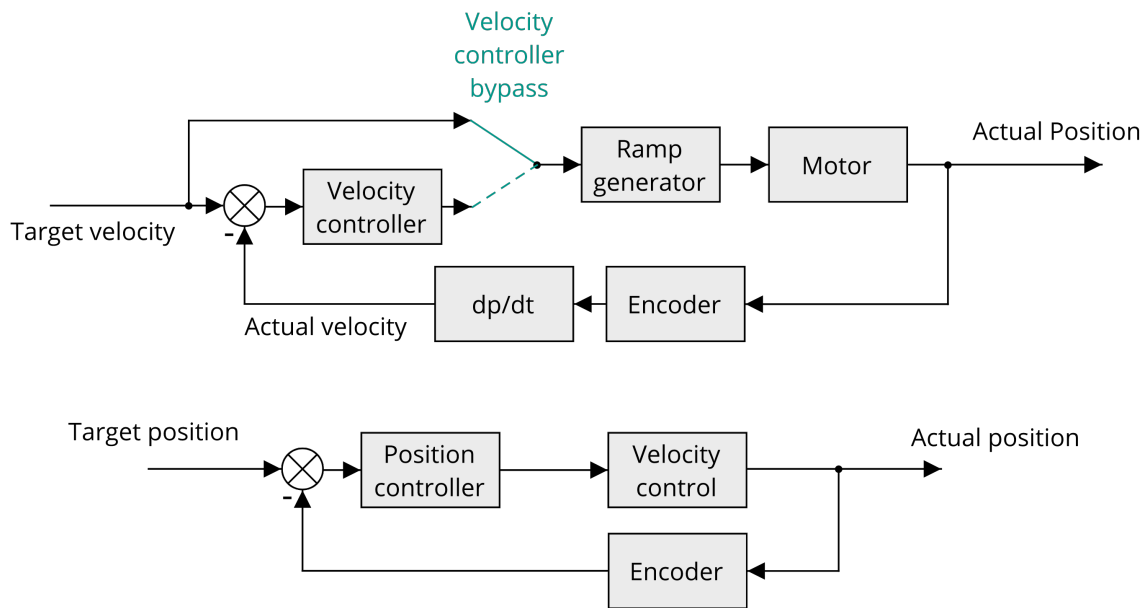 Velocity
controller
bypass
Actual Position
Ramp
generator
Motor
Velocity
controller
Target velocity
-
dp/dt
Encoder
Actual velocity
Target position
Position
controller
Velocity
control
Actual position
-
Encoder